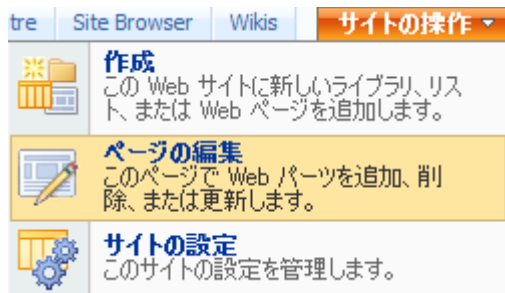 tre Site Browser Wikis サイトの操作
作成
この Web サイトに新しいライブラリ、リス
ト、または Web ページを追加します。
ページの編集
このページで Web パーツを追加、削
除、または更新します。
サイトの設定
このサイトの設定を管理します。